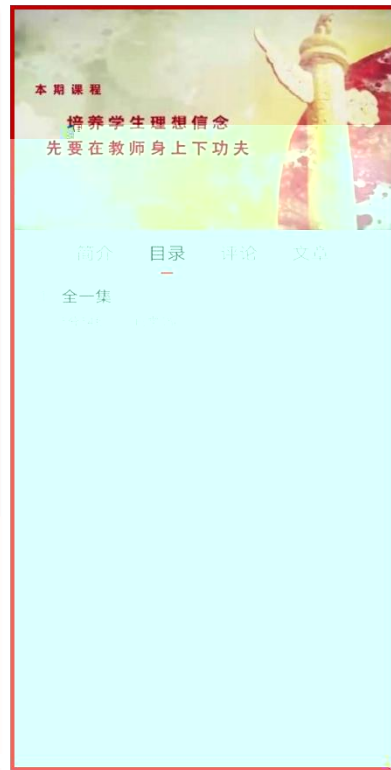 本期课程
培养学生理想信念
先要在教师身上下功夫
简介 目录 评论 文章
全一集